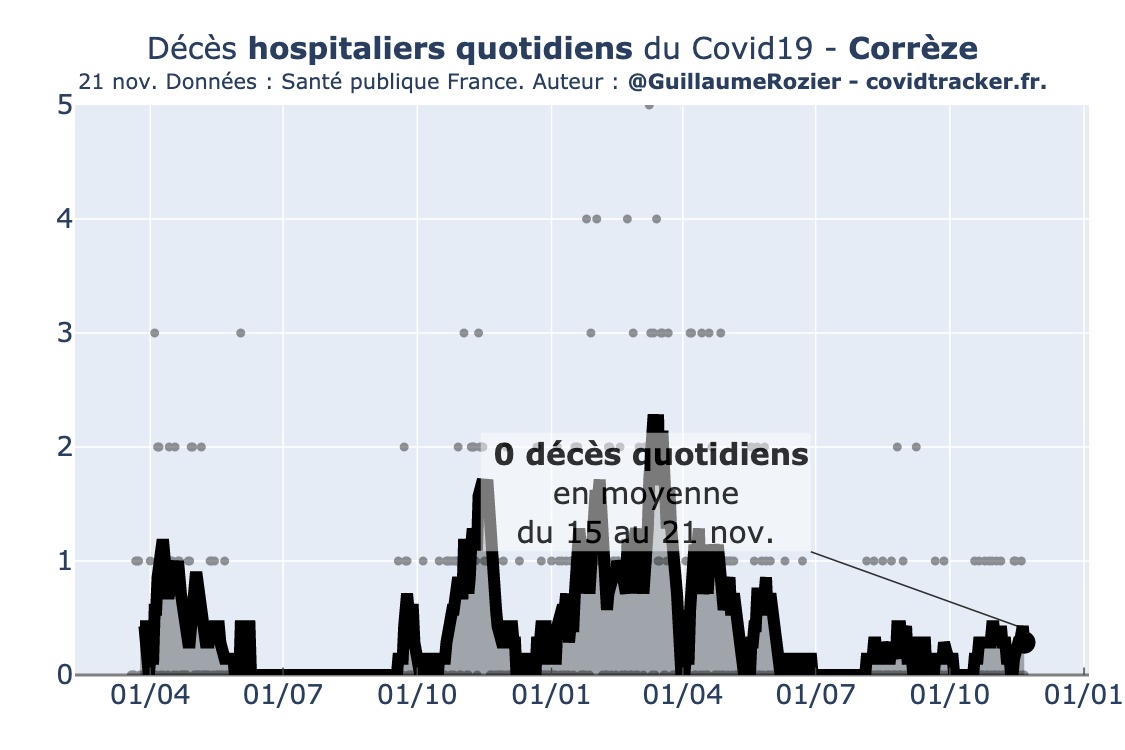 Décès hospitaliers quotidiens du Covid19 - Corrèze
21 nov. Données : Santé publique France. Auteur : @GuillaumeRozier - covidtracker.fr.
5
4
3
2
1
0
0 décès quotidiens
en moyenne
du 15 au 21 nov.
01/04 01/07 01/10 01/01 01/04 01/07 01/10 01/01